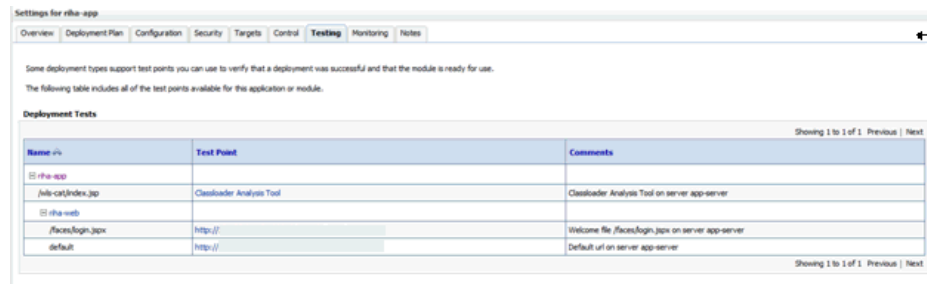 Settings for riha-app
Overview Deployment Plan Configuration Security Targets Control Testing Monitoring Notes
Some deployment types support test points you can use to verify that a deployment was successful and that the module is ready for use.
The following table includes all of the test points available for this application or module.
Deployment Tests
Showing 1 to 1 of 1 Previous | Next
Name Test Point Comments
riha-app
/wls-cat/index.jsp Classloader Analysis Tool Classloader Analysis Tool on server app-server
riha-web
/faces/login.jspx http:// Welcome file /faces/login.jspx on server app-server
default http:// Default url on server app-server
Showing 1 to 1 of 1 Previous | Next